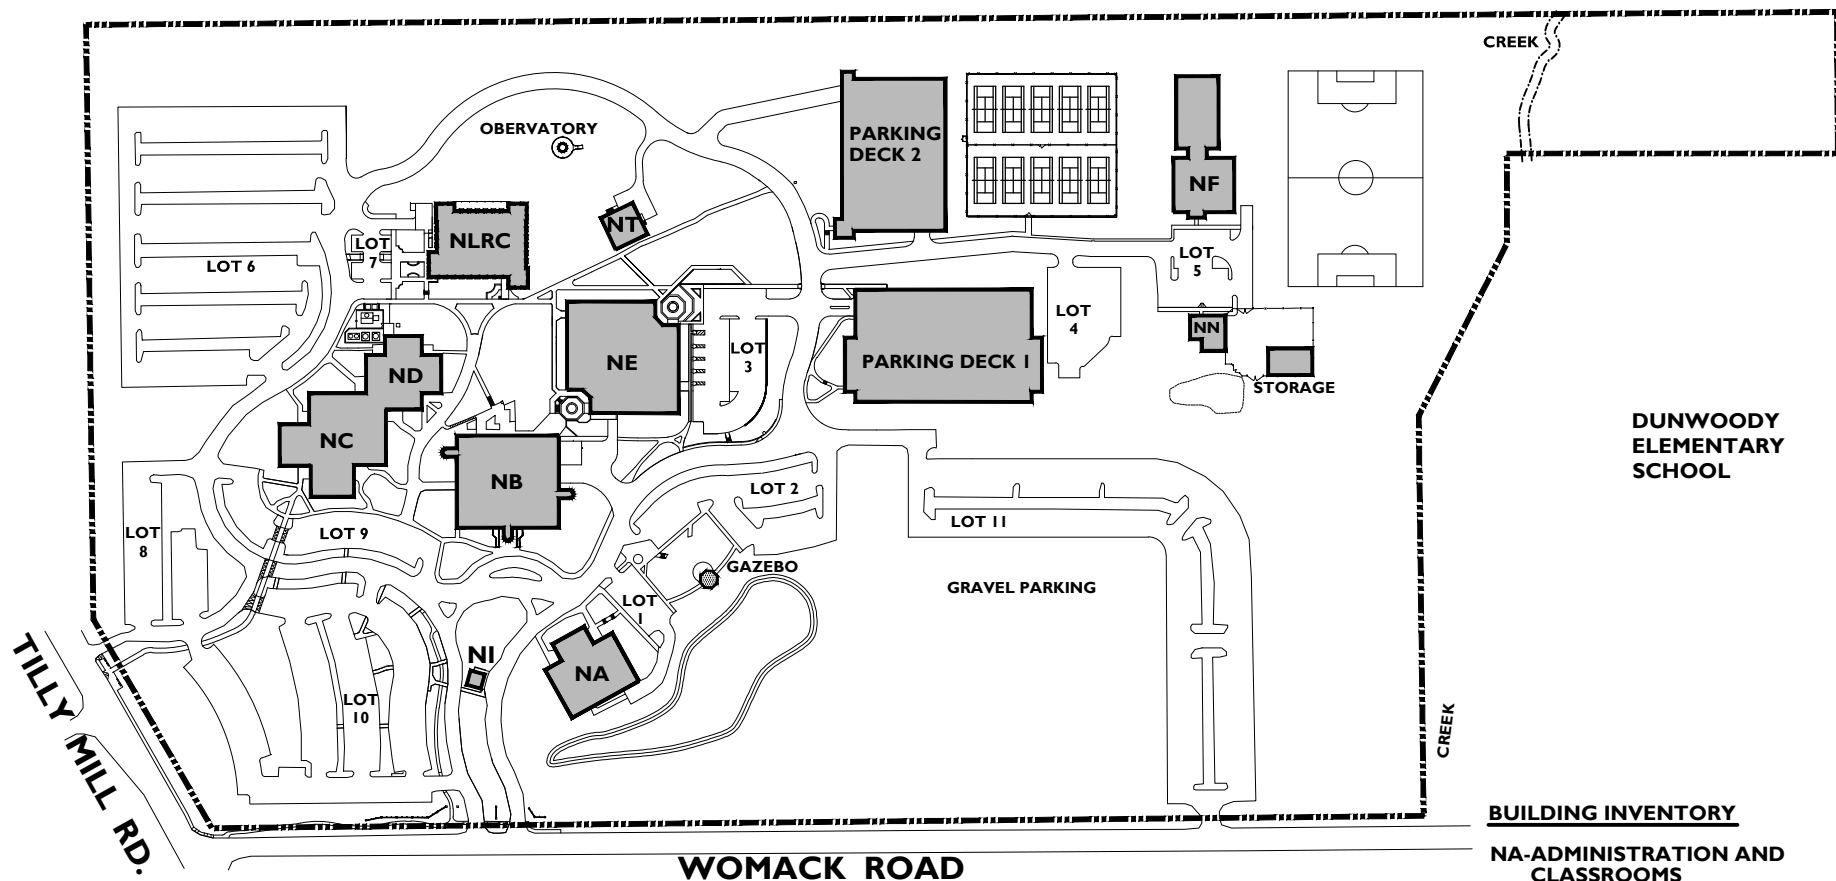 CREEK
OBERVATORY
PARKING
DECK 2
NF
NT
NLRC
LOT
7
LOT 6
LOT
5
LOT
4
NN
LOT
3
NE
PARKING DECK 1
ND
STORAGE
NC
DUNWOODY
ELEMENTARY
SCHOOL
NB
LOT 2
LOT 11
LOT
8
LOT 9
GAZEBO
GRAVEL PARKING
LOT
1
NI
NA
LOT
10
TILLY MILL RD.
CREEK
WOMACK ROAD
BUILDING INVENTORY
NA-ADMINISTRATION AND
CLASSROOMS